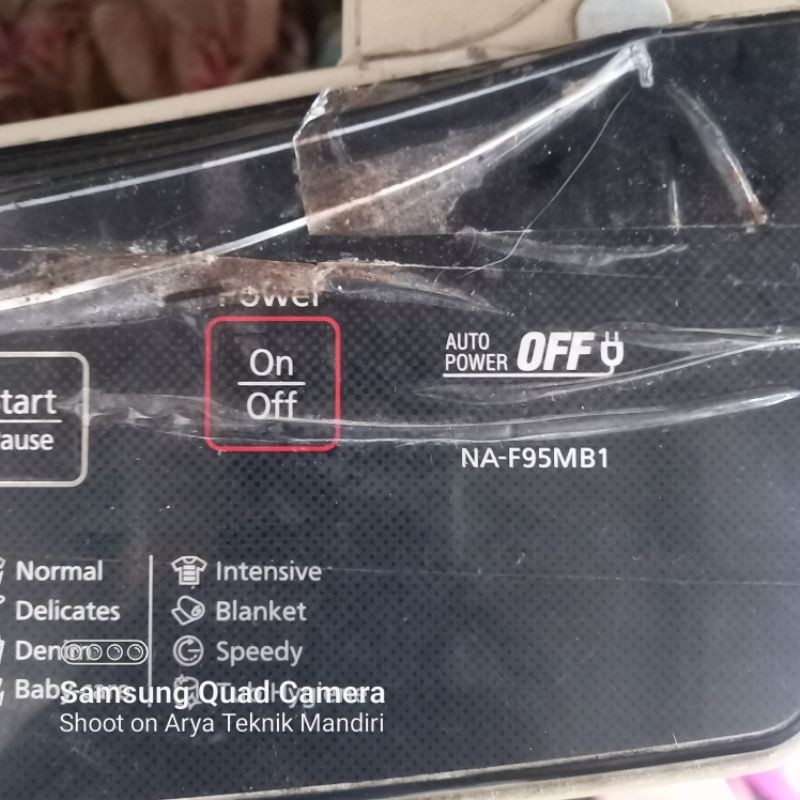 Power
On
Off
AUTO
POWER OFF
tart
ause
NA-F95MB1
Normal
Intensive
Delicates
Blanket
Speedy
Samsung Quad Camera
Shoot on Arya Teknik Mandiri